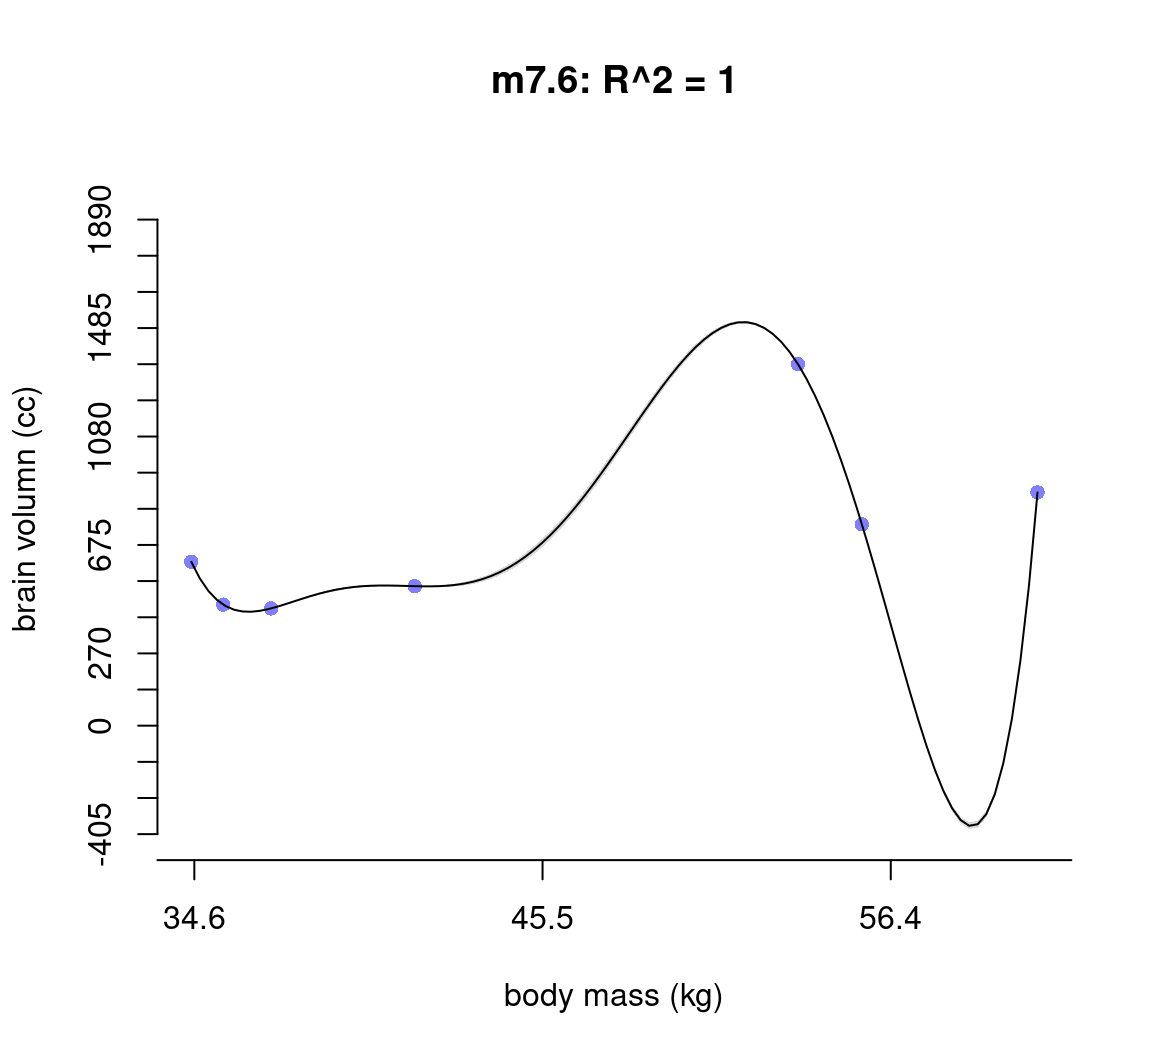 m7.6: R^2 = 1
brain volumn (cc)
1890
1485
1080
675
270
0
-405
34.6 45.5 56.4
body mass (kg)